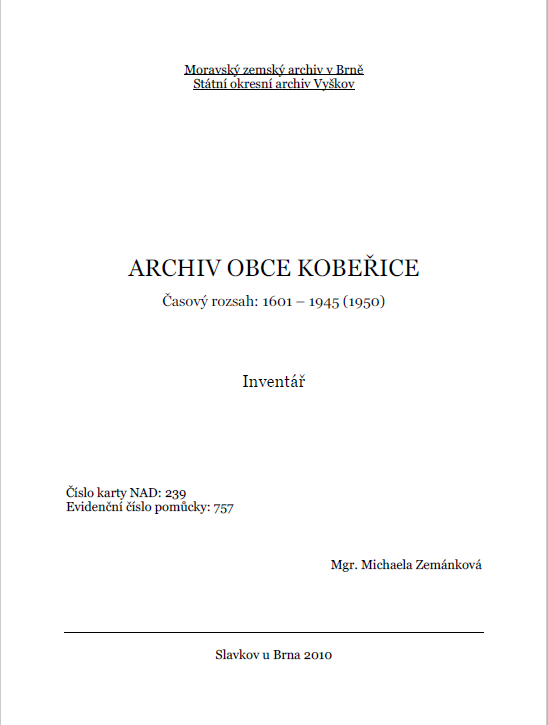 Moravský zemský archiv v Brně
Státní okresní archiv Vyškov
ARCHIV OBCE KOBEŘICE
Časový rozsah: 1601 – 1945 (1950)
Inventář
Číslo karty NAD: 239
Evidenční číslo pomůcky: 757
Mgr. Michaela Zemánková
Slavkov u Brna 2010